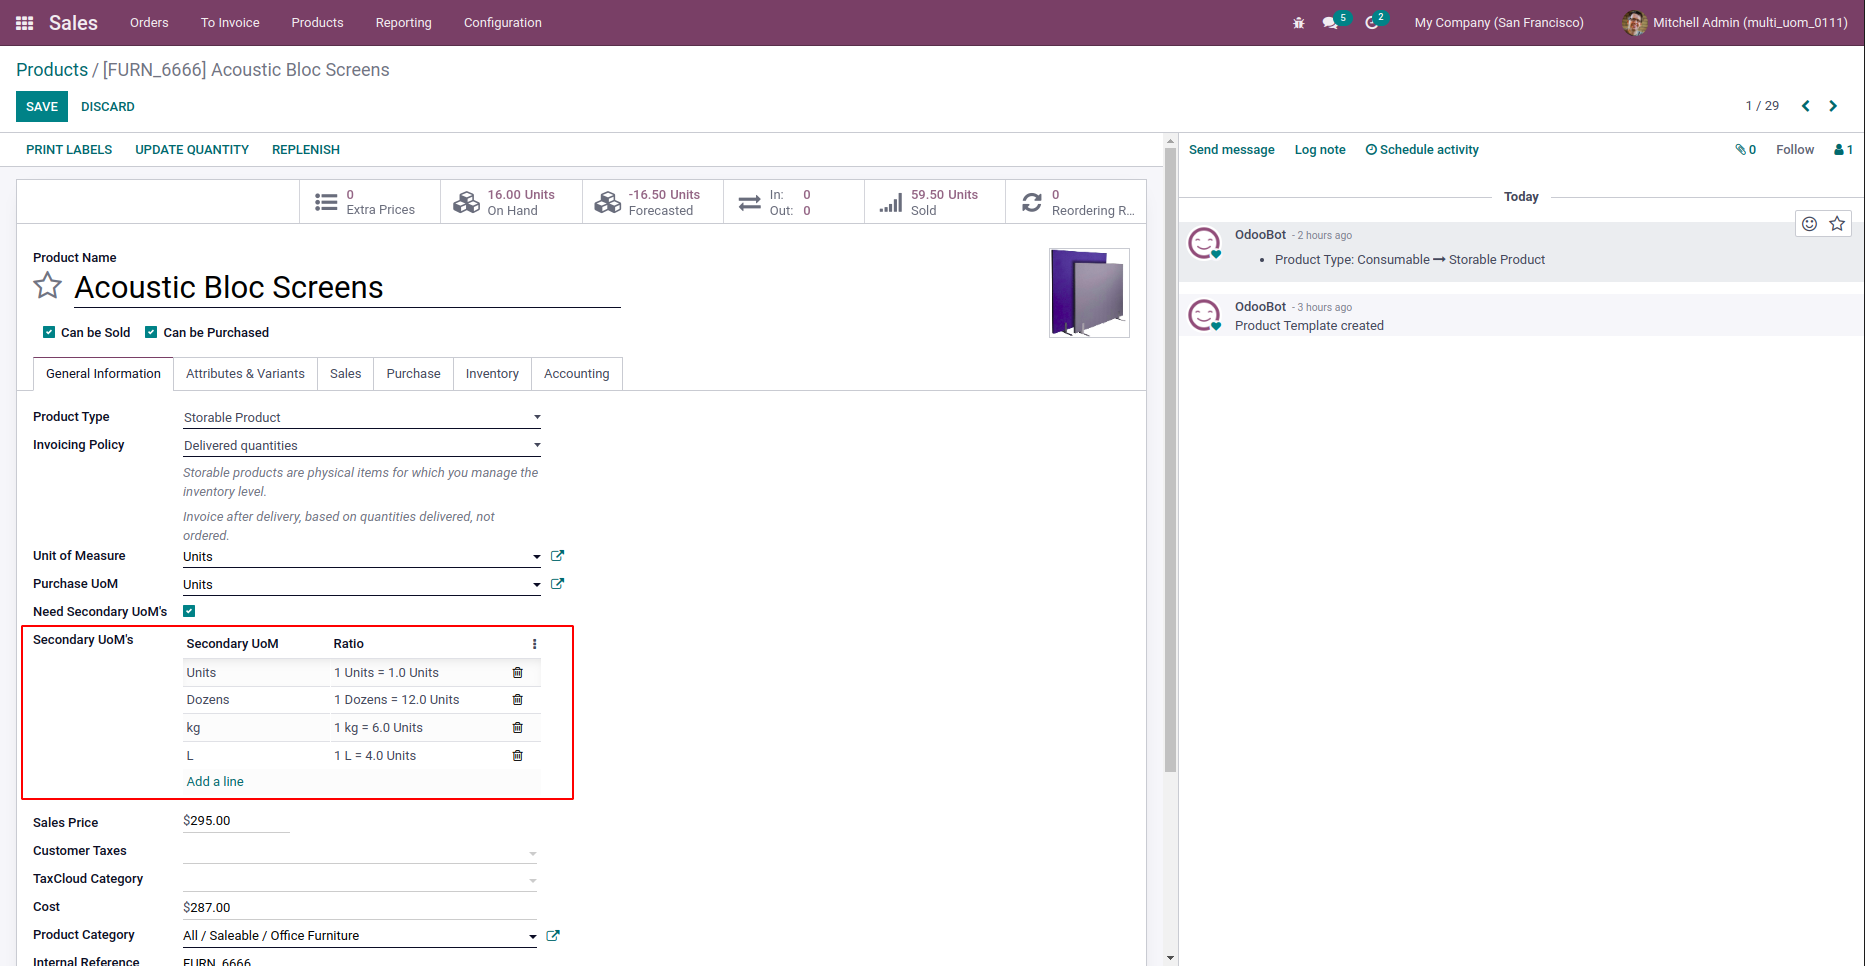 Sales Orders To Invoice Products Reporting Configuration 5 2 My Company (San Francisco) Mitchell Admin (multi_uom_0111)
Products / [FURN_6666] Acoustic Bloc Screens
SAVE DISCARD 1 / 29
PRINT LABELS UPDATE QUANTITY REPLENISH
0 Extra Prices
16.00 Units On Hand
-16.50 Units Forecasted
In: 0
Out: 0
59.50 Units Sold
0 Reordering R...
Product Name
Acoustic Bloc Screens
Can be Sold Can be Purchased
General Information Attributes & Variants Sales Purchase Inventory Accounting
Product Type Storable Product
Invoicing Policy Delivered quantities
Storable products are physical items for which you manage the
inventory level.
Invoice after delivery, based on quantities delivered, not
ordered.
Unit of Measure Units
Purchase UoM Units
Need Secondary UoM's
Secondary UoM's Secondary UoM Ratio
Units 1 Units = 1.0 Units
Dozens 1 Dozens = 12.0 Units
kg 1 kg = 6.0 Units
L 1 L = 4.0 Units
Add a line
Sales Price $295.00
Customer Taxes
TaxCloud Category
Cost $287.00
Product Category All / Saleable / Office Furniture
Internal Reference FURN_6666
Send message Log note Schedule activity 0 Follow 1
Today
OdooBot - 2 hours ago
• Product Type: Consumable → Storable Product
OdooBot - 3 hours ago
Product Template created